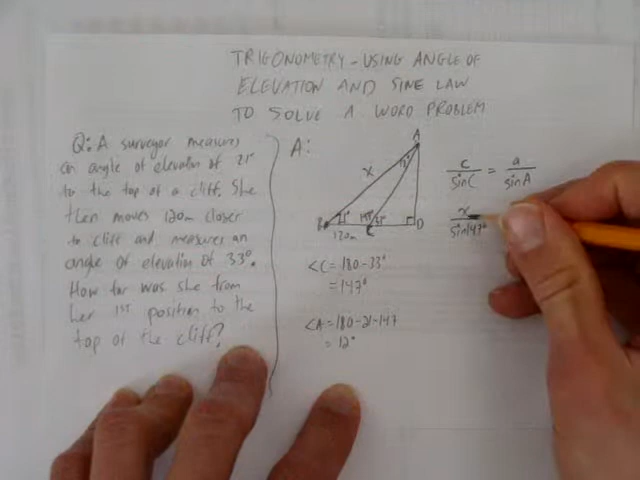 TRIGONOMETRY - USING ANGLE OF
ELEVATION AND SINE LAW
TO SOLVE A WORD PROBLEM
Q: A surveyor measures
an angle of elevation of 21°
to the top of a cliff. She
then moves 120m closer
to cliff and measures an
angle of elevation of 33°.
How far was she from
her 1ST position to the
top of the cliff?
A:
A
12°
x
B 21° 147° 33° D
C
120m
∠C = 180-33°
= 147°
∠A = 180-21-147
= 12°
c/sinC = a/sinA
x/sin147°